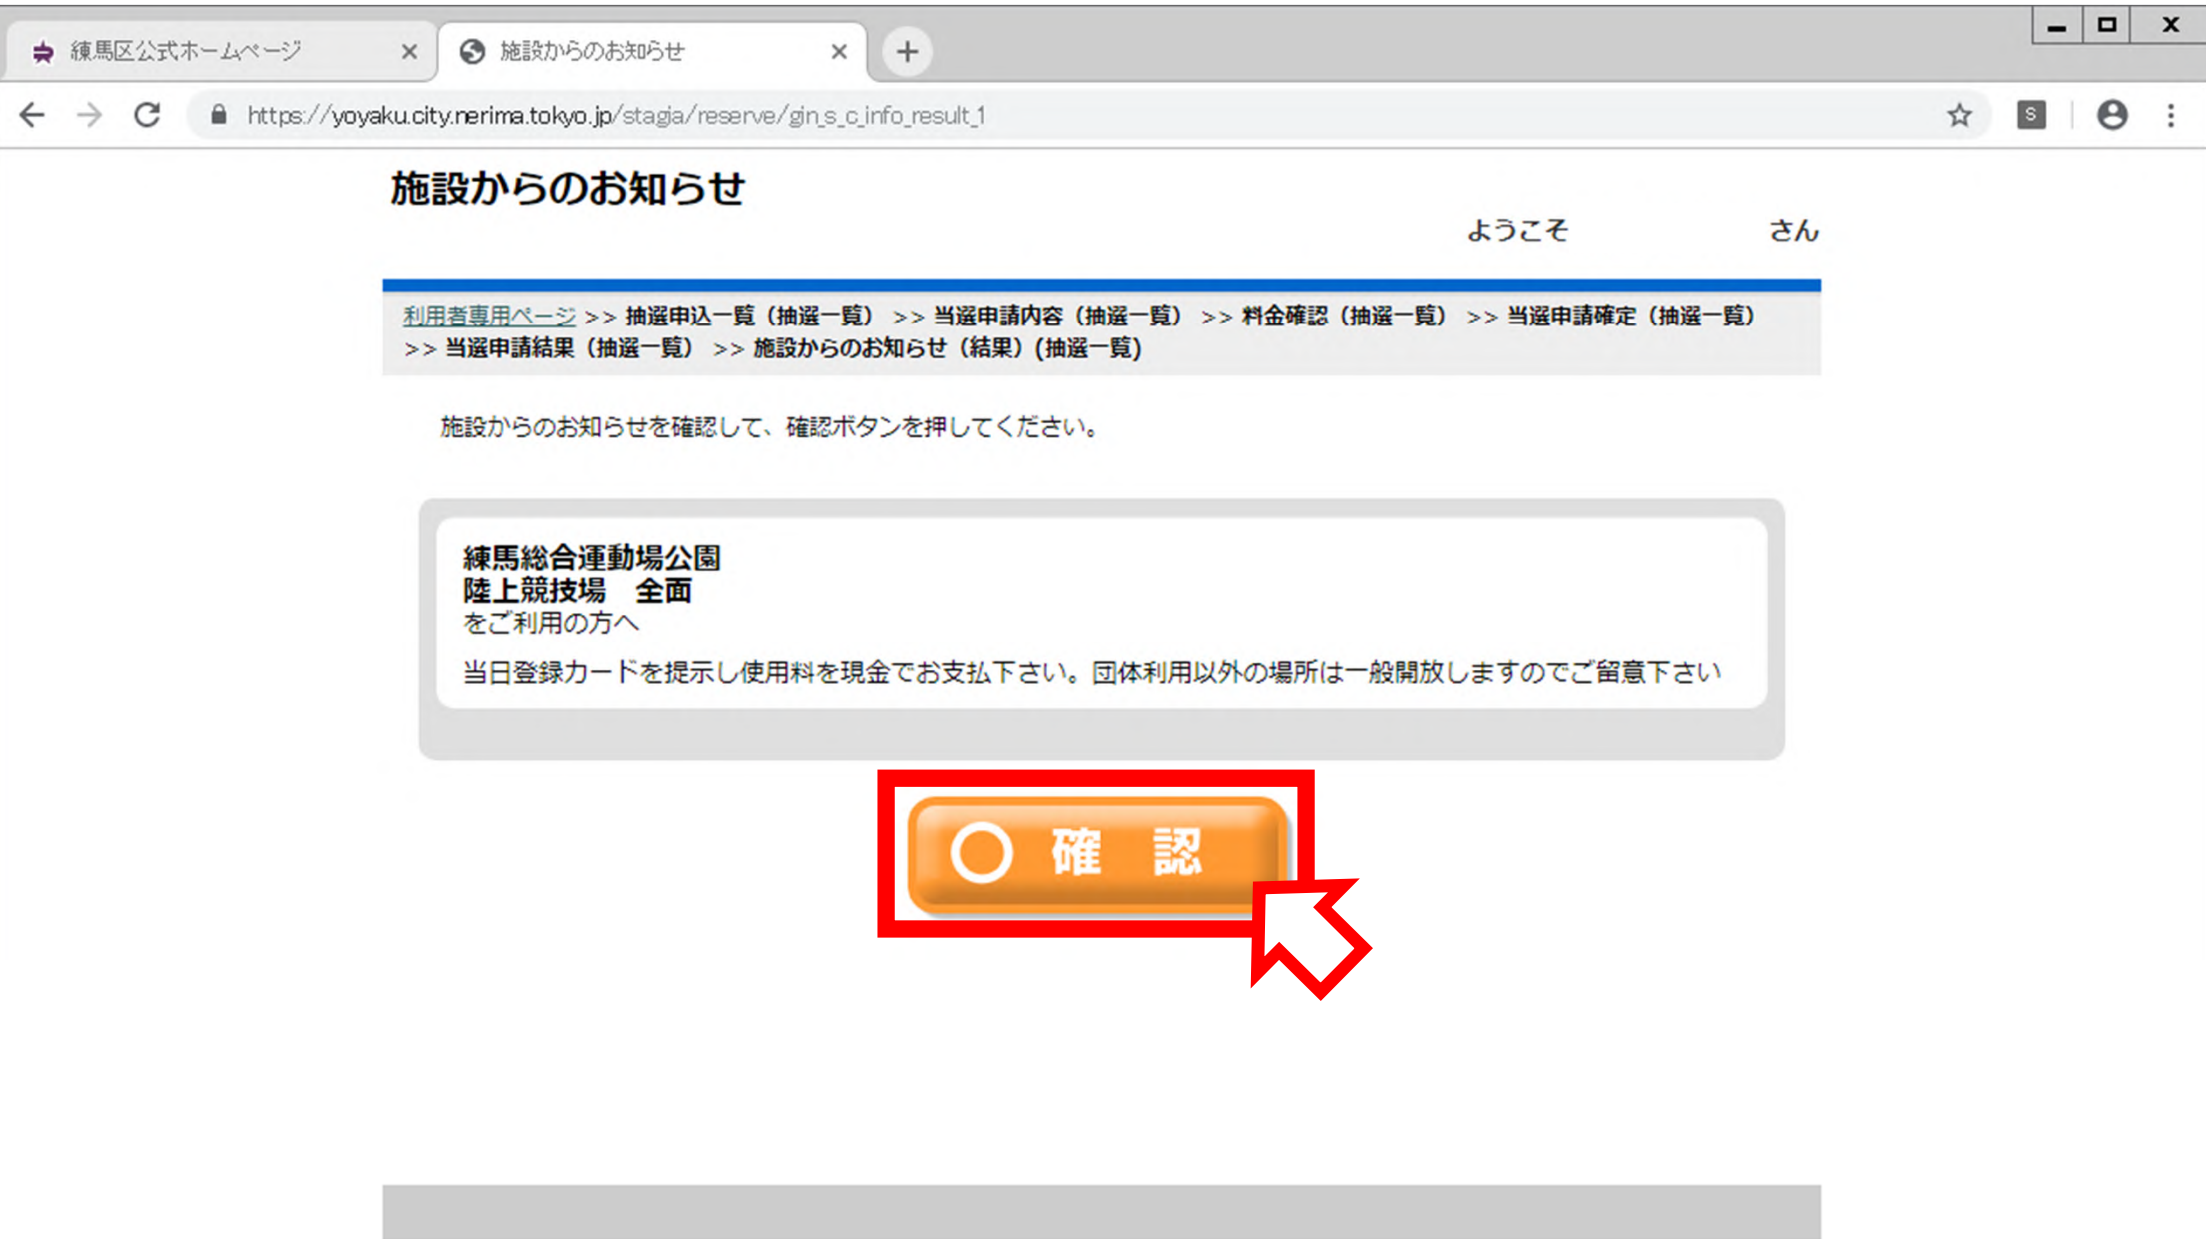 練馬区公式ホームページ
施設からのお知らせ
https://yoyaku.city.nerima.tokyo.jp/stagia/reserve/gin_s_c_info_result_1
S
施設からのお知らせ
ようこそ さん
利用者専用ページ >> 抽選申込一覧（抽選一覧） >> 当選申請内容（抽選一覧） >> 料金確認（抽選一覧） >> 当選申請確定（抽選一覧）
>> 当選申請結果（抽選一覧） >> 施設からのお知らせ（結果）(抽選一覧)
施設からのお知らせを確認して、確認ボタンを押してください。
練馬総合運動場公園
陸上競技場　全面
をご利用の方へ
当日登録カードを提示し使用料を現金でお支払下さい。団体利用以外の場所は一般開放しますのでご留意下さい
確　認